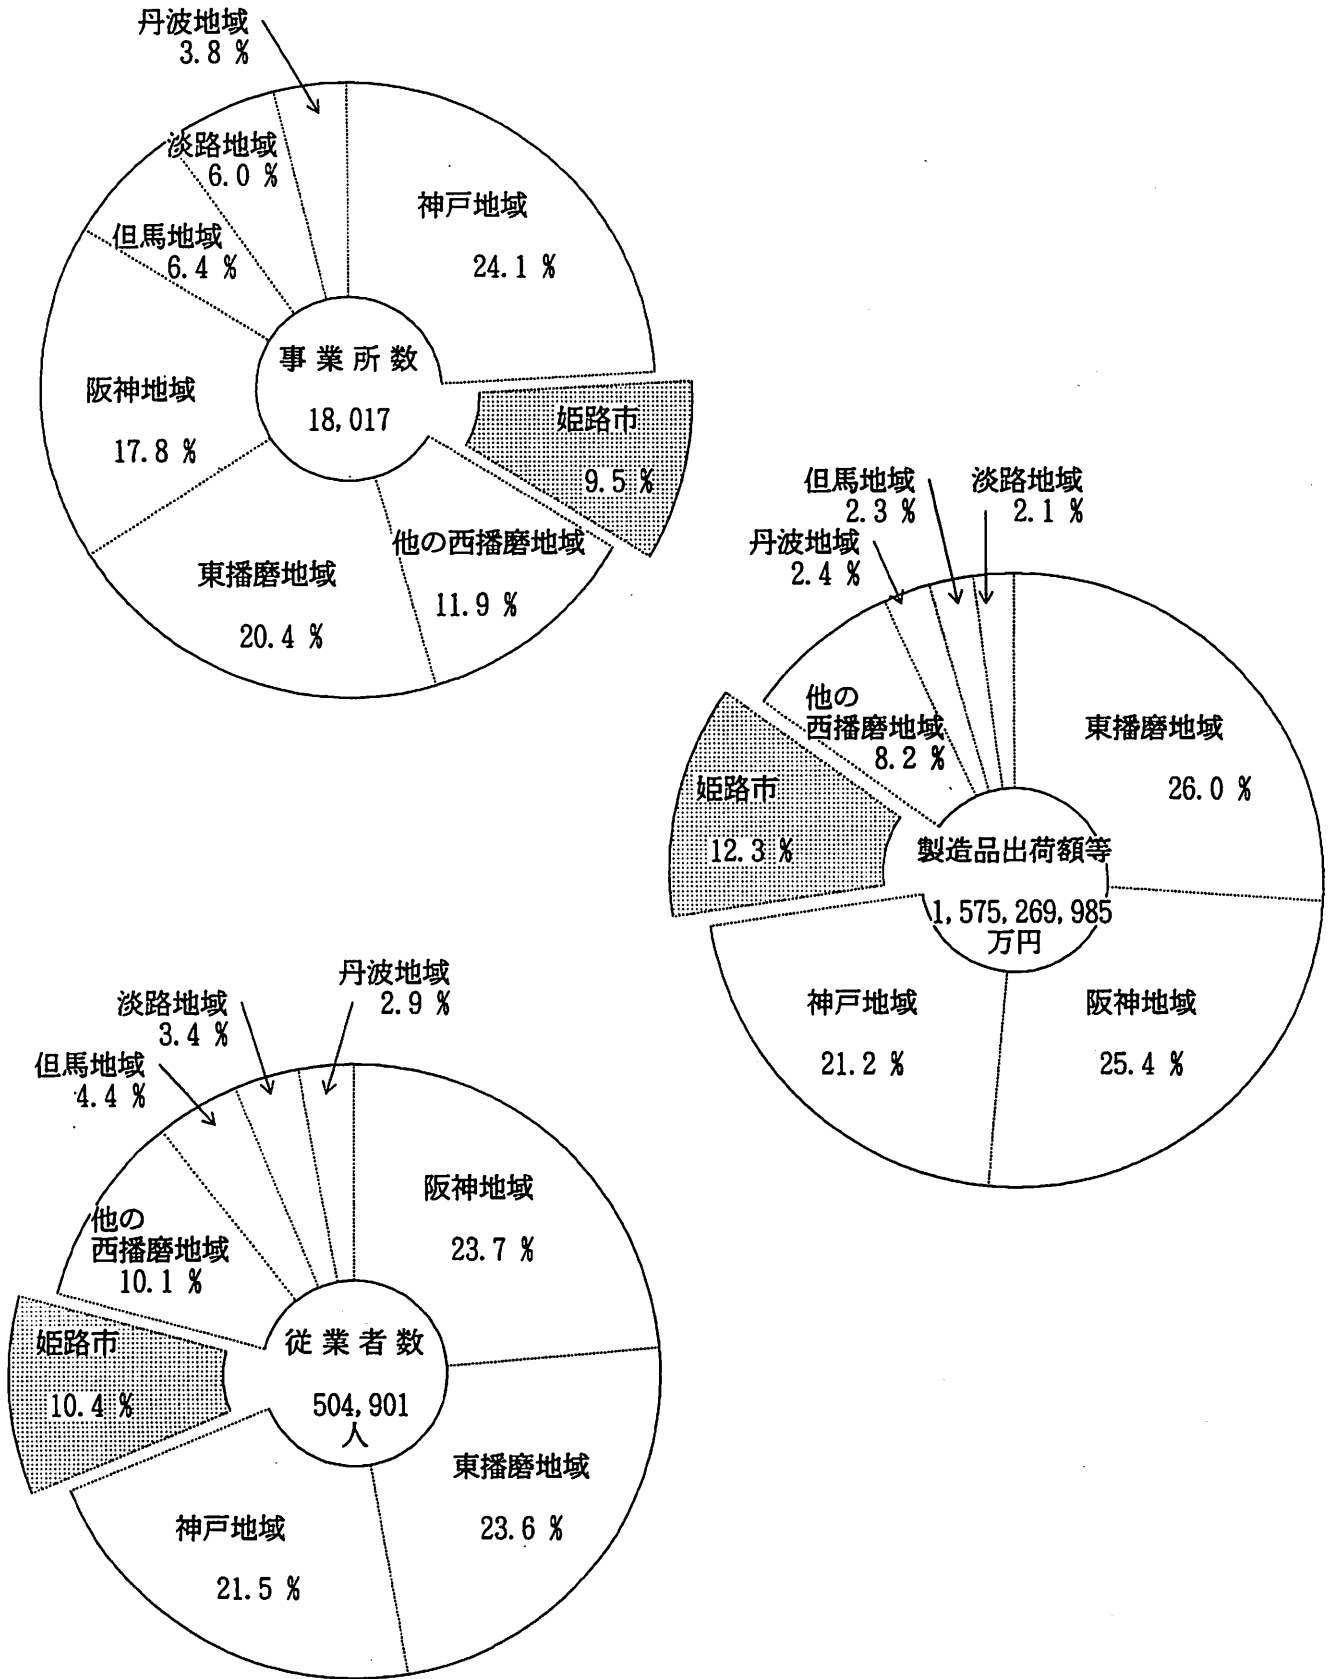 丹波地域
3.8 %
淡路地域
6.0 %
神戸地域
24.1 %
但馬地域
6.4 %
事業所数
18,017
阪神地域
17.8 %
姫路市
9.5 %
他の西播磨地域
11.9 %
東播磨地域
20.4 %
但馬地域
2.3 %
淡路地域
2.1 %
丹波地域
2.4 %
他の
西播磨地域
8.2 %
東播磨地域
26.0 %
姫路市
12.3 %
製造品出荷額等
1,575,269,985
万円
神戸地域
21.2 %
阪神地域
25.4 %
丹波地域
2.9 %
淡路地域
3.4 %
但馬地域
4.4 %
阪神地域
23.7 %
他の
西播磨地域
10.1 %
姫路市
10.4 %
従業者数
504,901
人
東播磨地域
23.6 %
神戸地域
21.5 %